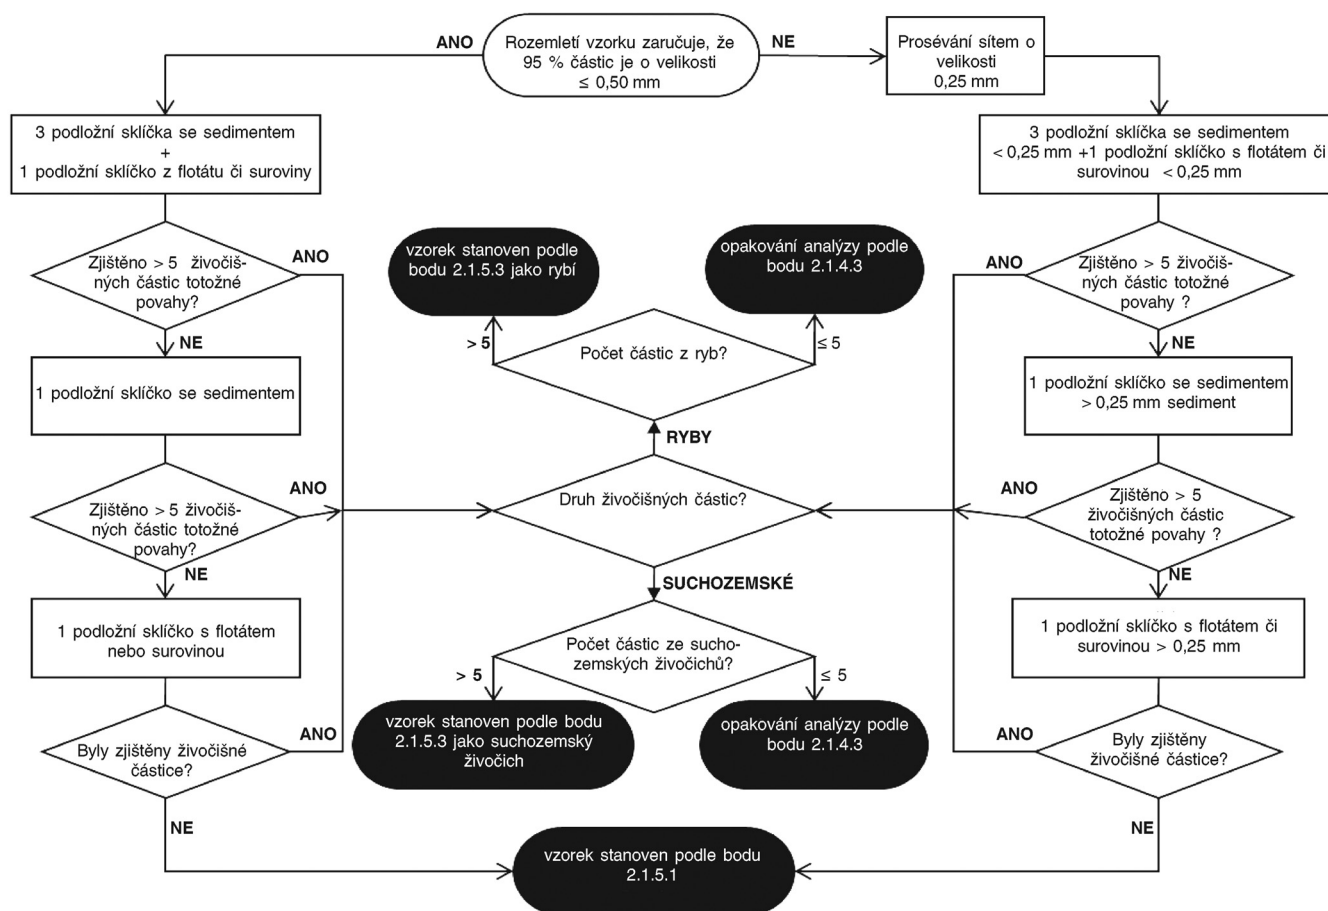 ANO
Rozemletí vzorku zaručuje, že
95 % částic je o velikosti
≤ 0,50 mm
NE
Prosévání sítem o
velikosti
0,25 mm
3 podložní sklíčka se sedimentem
+
1 podložní sklíčko z flotátu či suroviny
3 podložní sklíčka se sedimentem
< 0,25 mm +1 podložní sklíčko s flotátem či
surovinou < 0,25 mm
Zjištěno > 5 živočiš-
ných částic totožné
povahy?
ANO
vzorek stanoven podle
bodu 2.1.5.3 jako rybí
opakování analýzy podle
bodu 2.1.4.3
ANO
Zjištěno > 5 živočiš-
ných částic totožné
povahy ?
NE
> 5
Počet částic z ryb?
≤ 5
NE
1 podložní sklíčko se sedimentem
1 podložní sklíčko se sedimentem
> 0,25 mm sediment
RYBY
Zjištěno > 5 živočiš-
ných částic totožné
povahy?
ANO
Druh živočišných částic?
ANO
Zjištěno > 5
živočišných částic
totožné povahy ?
NE
SUCHOZEMSKÉ
NE
1 podložní sklíčko s flotátem
nebo surovinou
Počet částic ze sucho-
zemských živočichů?
1 podložní sklíčko s flotátem či
surovinou > 0,25 mm
> 5
≤ 5
Byly zjištěny živočišné
částice?
ANO
vzorek stanoven podle bodu
2.1.5.3 jako suchozemský
živočich
opakování analýzy podle
bodu 2.1.4.3
ANO
Byly zjištěny
živočišné částice?
NE
NE
vzorek stanoven podle bodu
2.1.5.1